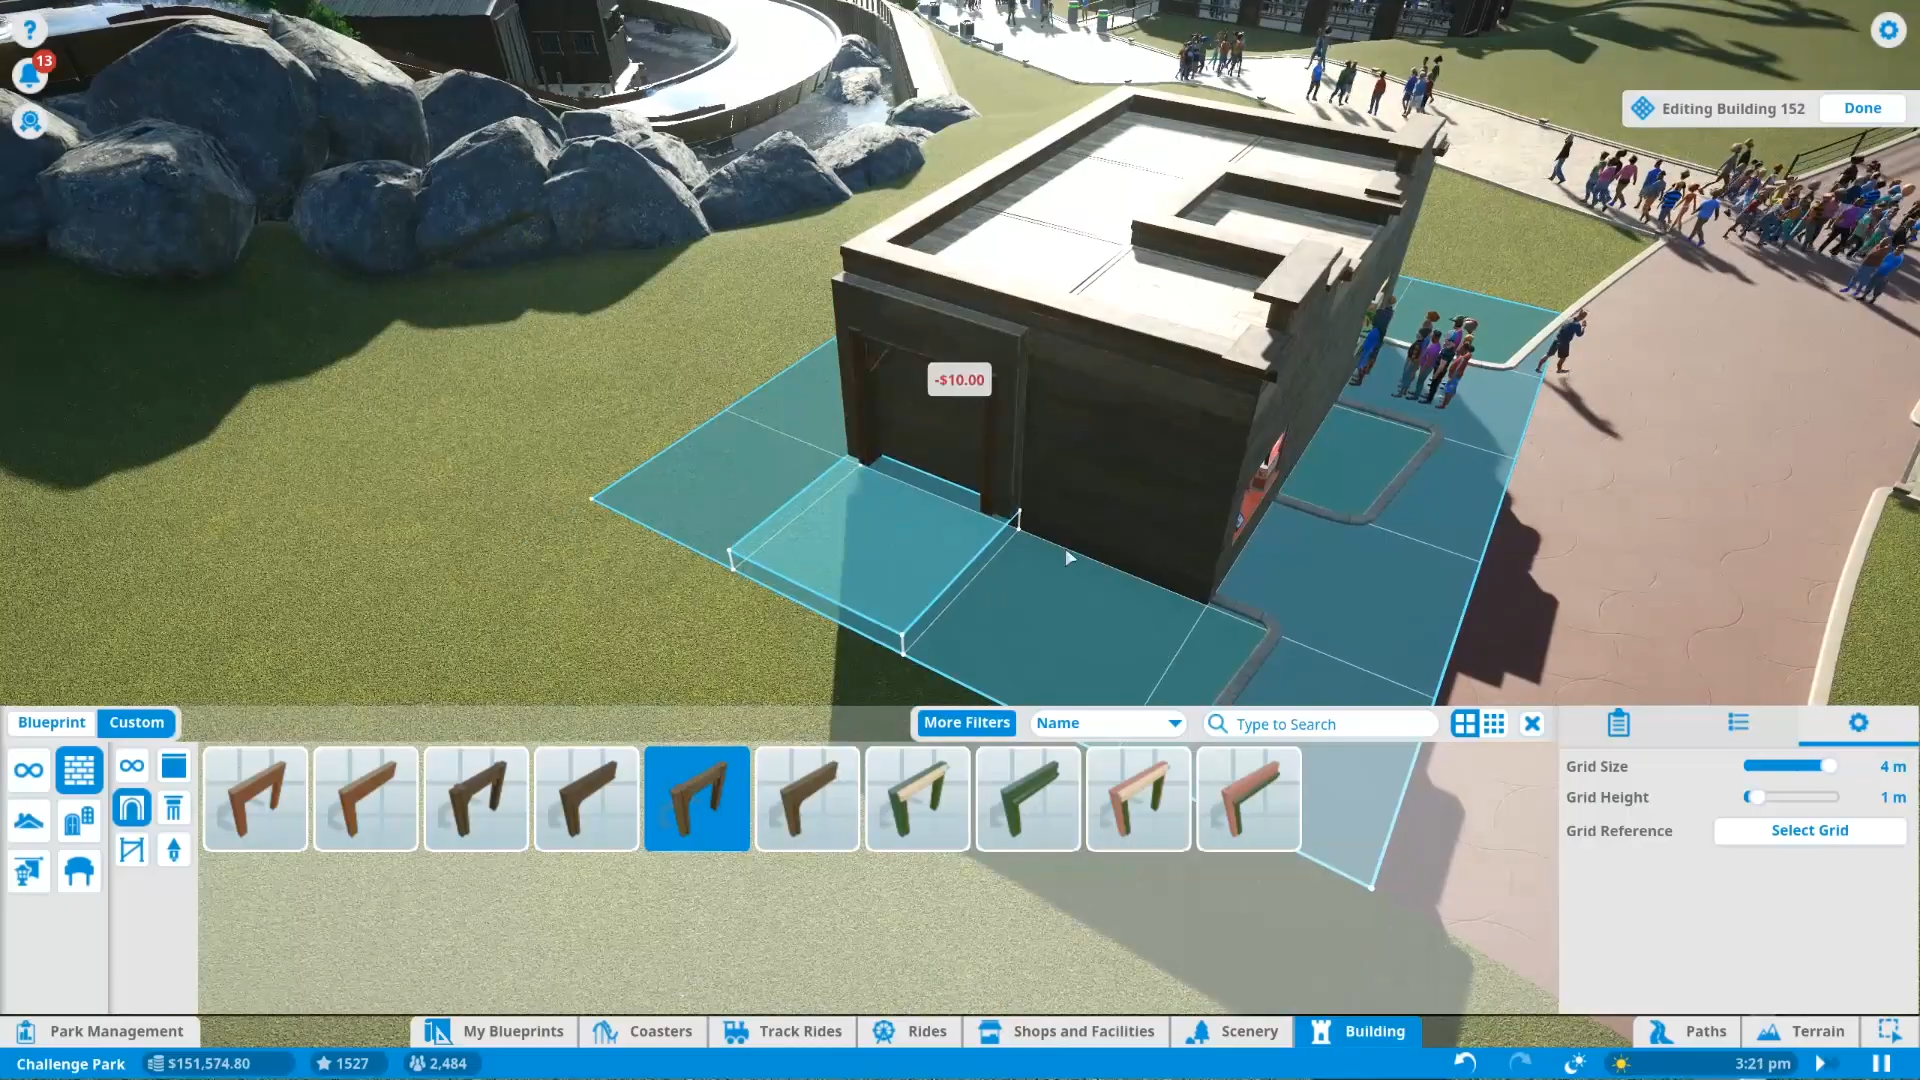 ?
13
Editing Building 152
Done
-$10.00
Blueprint
Custom
More Filters
Name
Type to Search
Grid Size
4 m
Grid Height
1 m
Grid Reference
Select Grid
Park Management
My Blueprints
Coasters
Track Rides
Rides
Shops and Facilities
Scenery
Building
Paths
Terrain
Challenge Park
$151,574.80
1527
2,484
3:21 pm